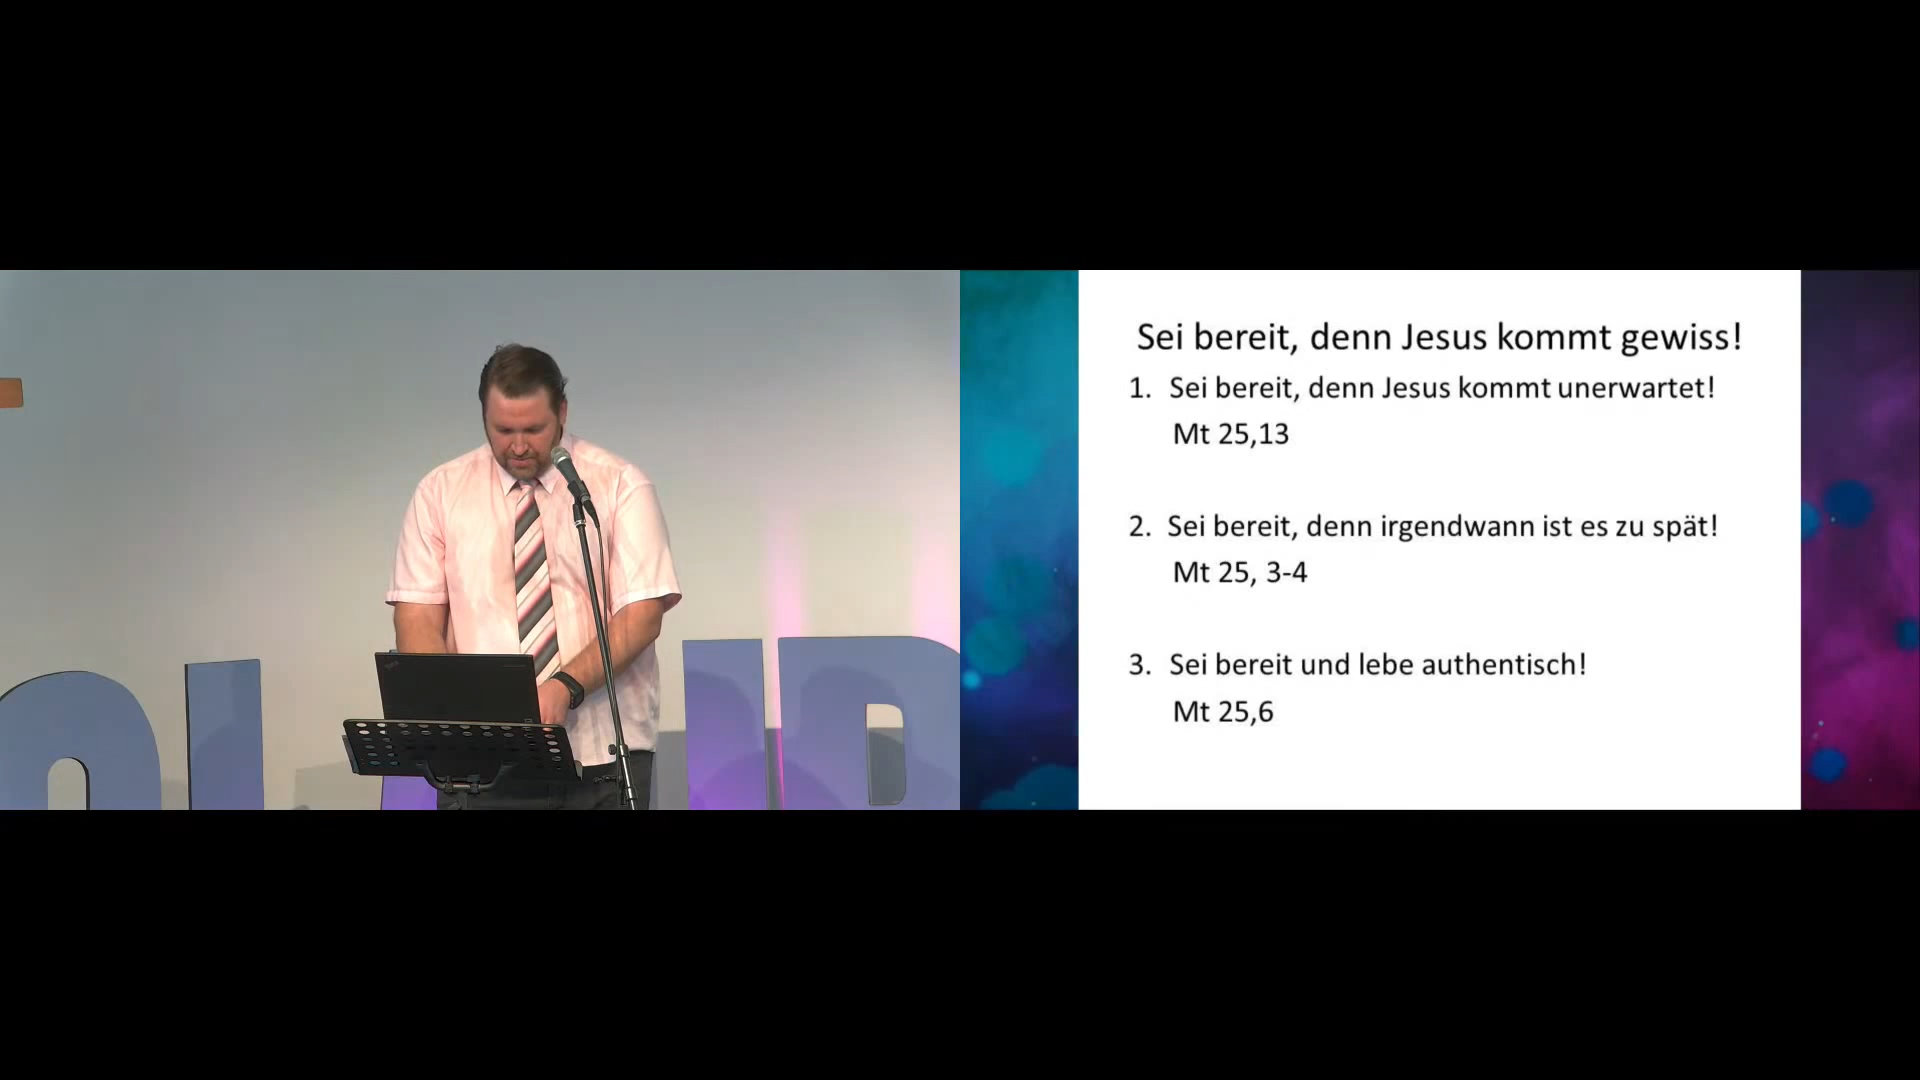 Sei bereit, denn Jesus kommt gewiss!
1. Sei bereit, denn Jesus kommt unerwartet!
Mt 25,13
2. Sei bereit, denn irgendwann ist es zu spät!
Mt 25, 3-4
3. Sei bereit und lebe authentisch!
Mt 25,6